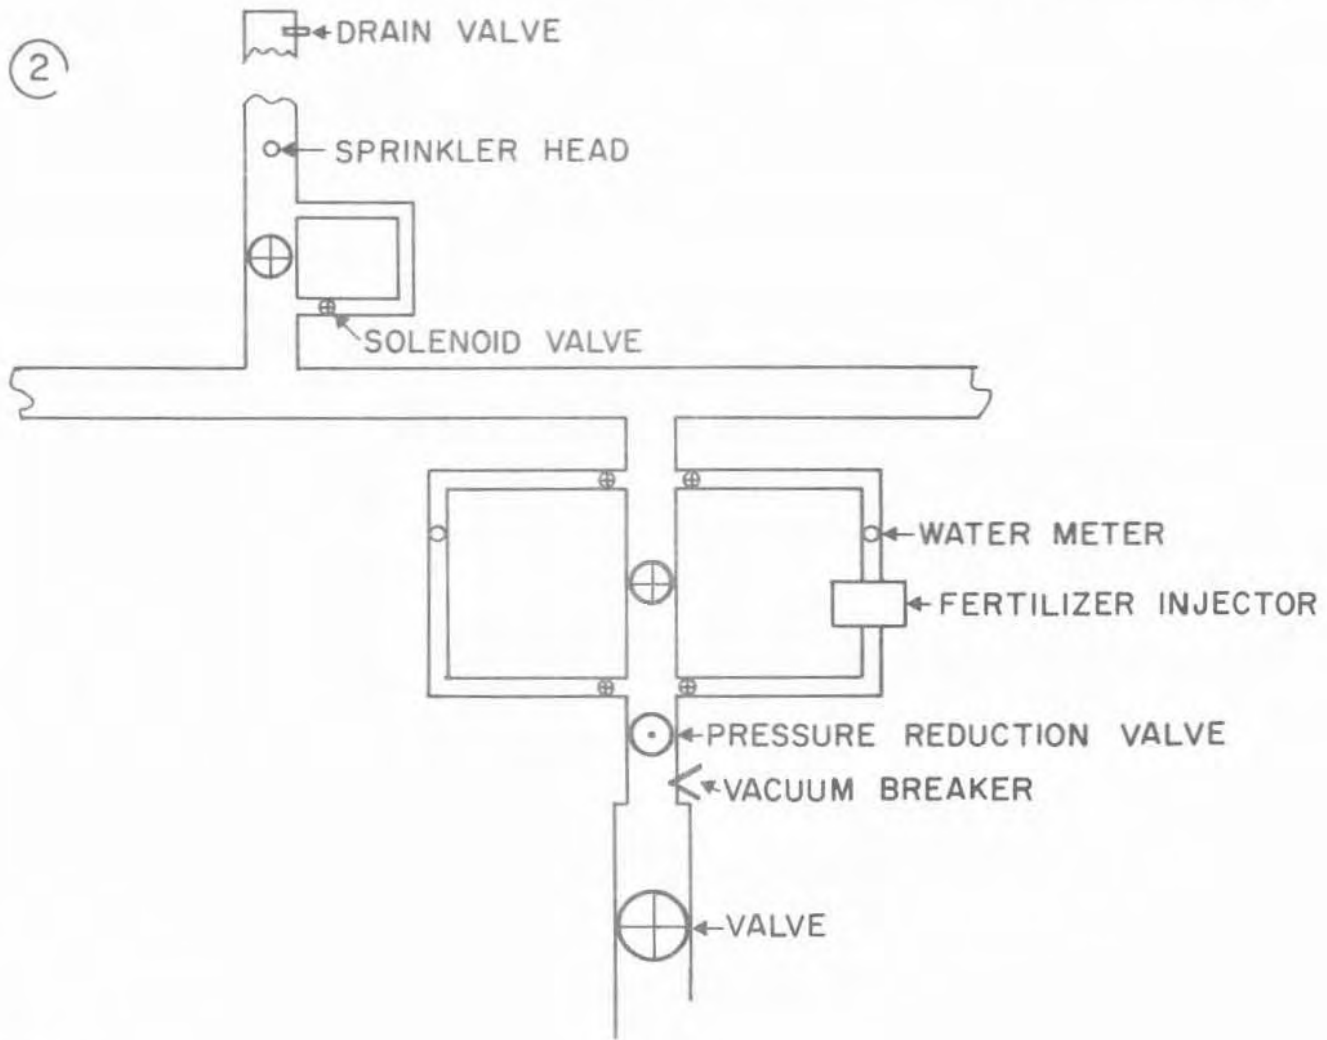 2
DRAIN VALVE
SPRINKLER HEAD
SOLENOID VALVE
WATER METER
FERTILIZER INJECTOR
PRESSURE REDUCTION VALVE
VACUUM BREAKER
VALVE